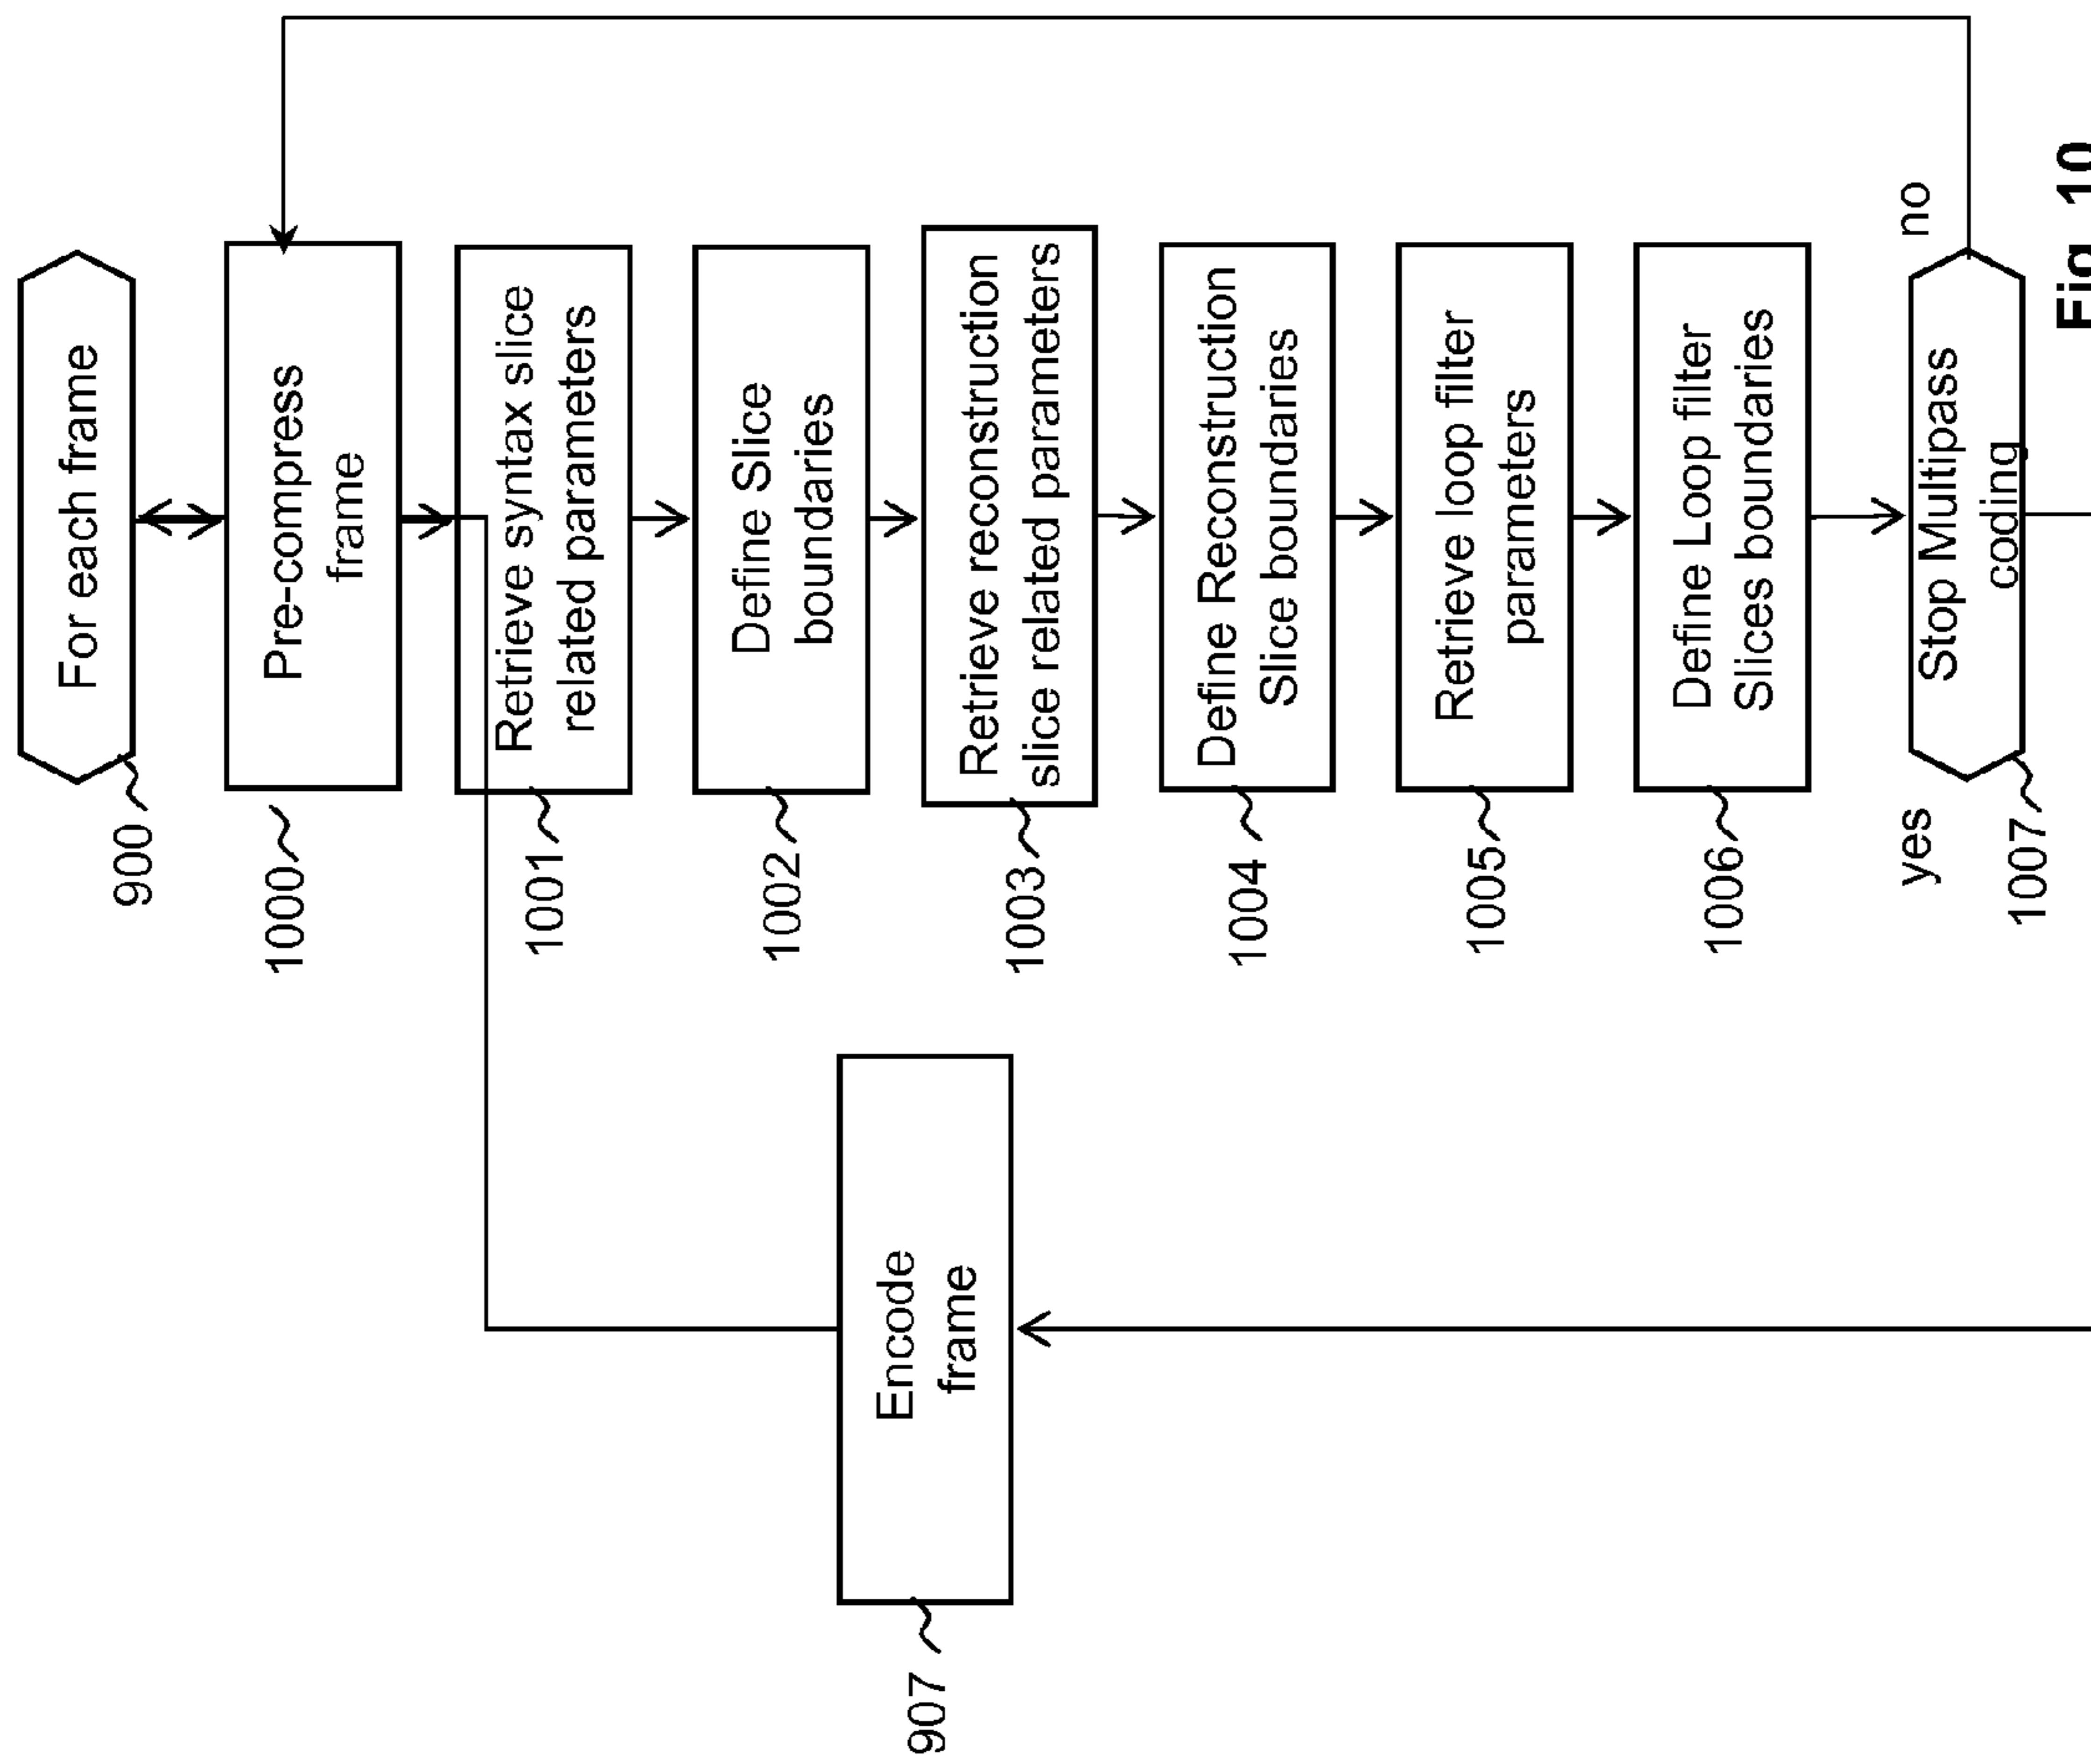 For each frame
900
Pre-compress
frame
1000
Retrieve syntax slice
related parameters
1001
Define Slice
boundaries
1002
Retrieve reconstruction
slice related parameters
1003
Define Reconstruction
Slice boundaries
1004
Retrieve loop filter
parameters
1005
Define Loop filter
Slices boundaries
1006
Stop Multipass
coding
1007
yes
no
Encode
frame
907
Fig. 10